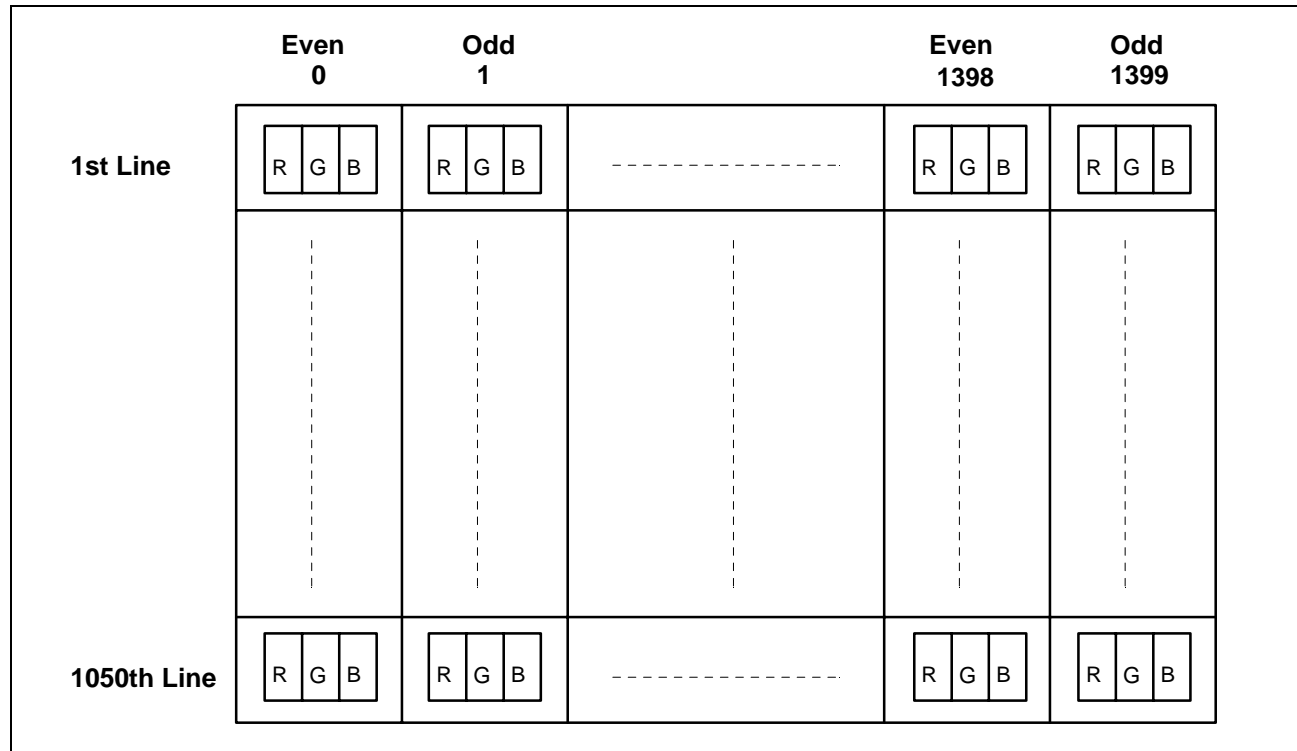 Even Odd Even Odd
0 1 1398 1399
1st Line R G B R G B R G B R G B
1050th Line R G B R G B R G B R G B